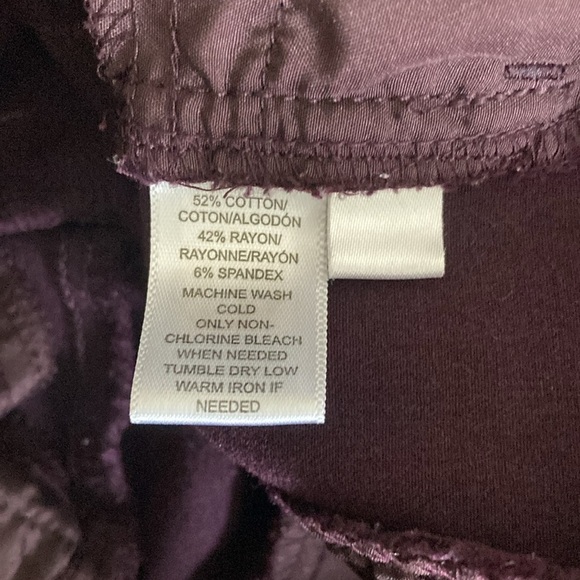 52% COTTON/
COTON/ALGODÓN
42% RAYON/
RAYONNE/RAYÓN
6% SPANDEX
MACHINE WASH
COLD
ONLY NON-
CHLORINE BLEACH
WHEN NEEDED
TUMBLE DRY LOW
WARM IRON IF
NEEDED